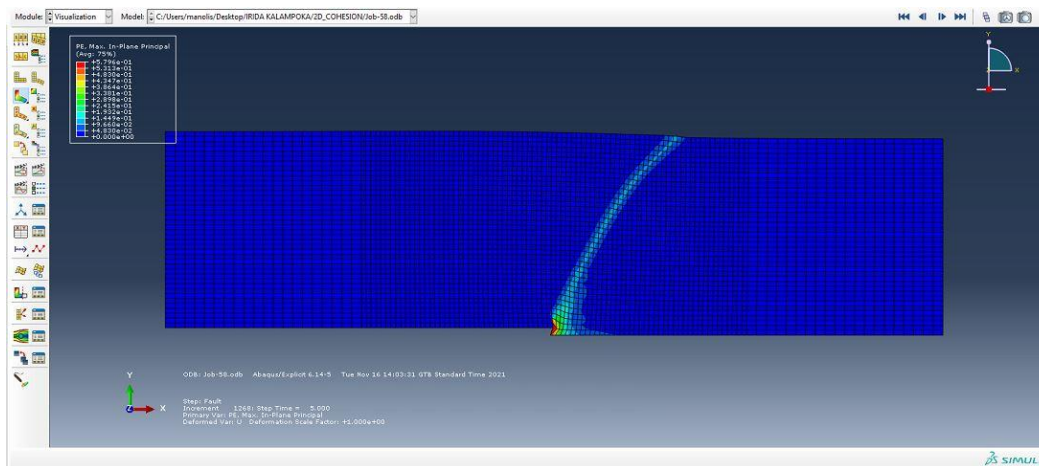 Module: Visualization Model: C:/Users/manolis/Desktop/IRIDA KALAMPOKA/2D_COHESION/Job-58.odb
PE, Max. In-Plane Principal
(Avg: 75%)
+5.796e-01
+5.313e-01
+4.830e-01
+4.347e-01
+3.864e-01
+3.381e-01
+2.898e-01
+2.415e-01
+1.932e-01
+1.449e-01
+9.660e-02
+4.830e-02
+0.000e+00
Y
X
Y
Z
X
ODB: Job-58.odb Abaqus/Explicit 6.14-5 Tue Nov 16 14:03:31 GTB Standard Time 2021
Step: Fault
Increment 1268: Step Time = 5.000
Primary Var: PE, Max. In-Plane Principal
Deformed Var: U Deformation Scale Factor: +1.000e+00
SIMUL